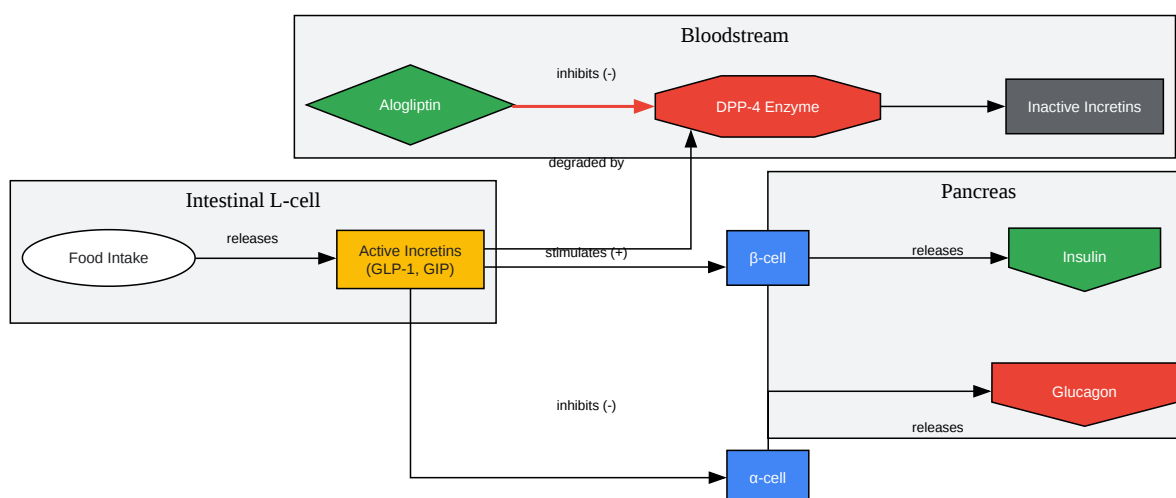 Bloodstream
inhibits (-)
Alogliptin
DPP-4 Enzyme
Inactive Incretins
degraded by
Intestinal L-cell
Pancreas
releases
Food Intake
Active Incretins
(GLP-1, GIP)
stimulates (+)
β-cell
releases
Insulin
Glucagon
inhibits (-)
releases
α-cell